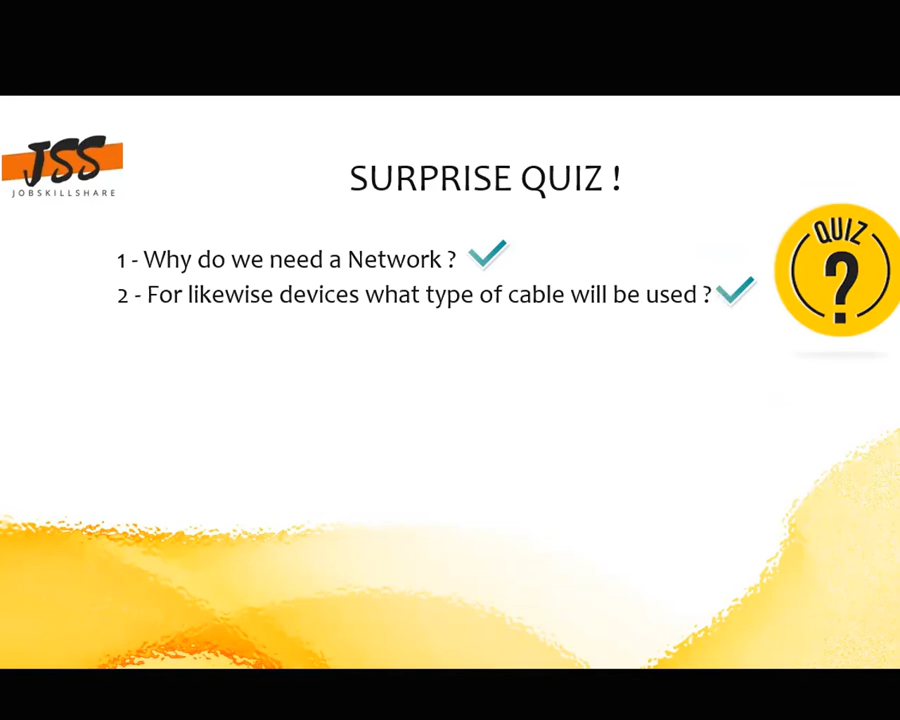 JSS
JOBSKILLSHARE
SURPRISE QUIZ !
1 - Why do we need a Network ?
2 - For likewise devices what type of cable will be used ?
QUIZ
?